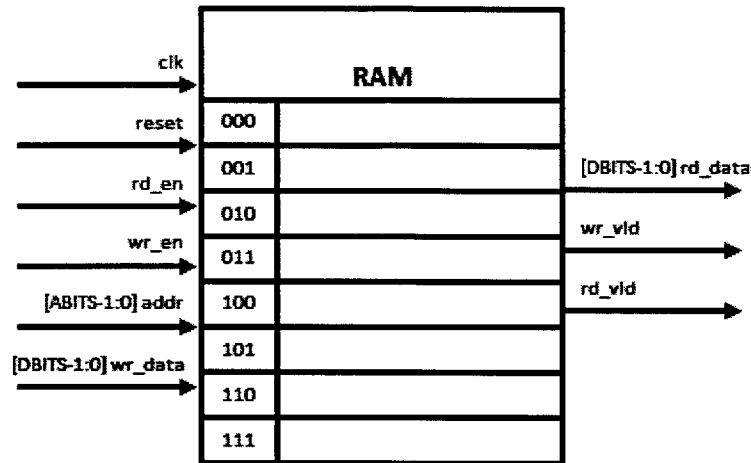 clk
reset
rd_en
wr_en
[ABITS-1:0] addr
[DBITS-1:0] wr_data
RAM
000
001
010
011
100
101
110
111
[DBITS-1:0] rd_data
wr_vld
rd_vld